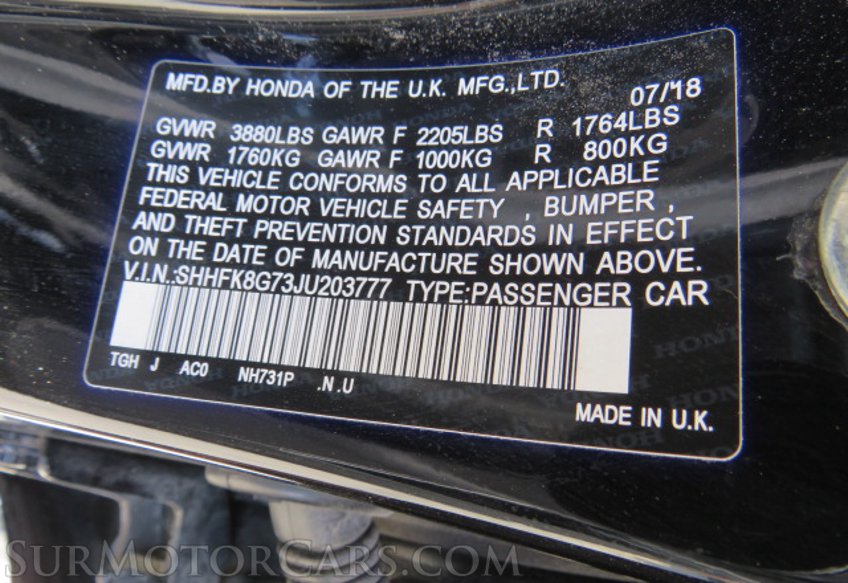 MFD.BY HONDA OF THE U.K. MFG.,LTD. 07/'18
GVWR 3880LBS GAWR F 2205LBS R 1764LBS
GVWR 1760KG GAWR F 1000KG R 800KG
THIS VEHICLE CONFORMS TO ALL APPLICABLE
FEDERAL MOTOR VEHICLE SAFETY , BUMPER ,
AND THEFT PREVENTION STANDARDS IN EFFECT
ON THE DATE OF MANUFACTURE SHOWN ABOVE.
V.I.N.:SHHFK8G73JU203777 TYPE:PASSENGER CAR
TGH J AC0 NH731P .N.U
MADE IN U.K.
SURMOTORCARS.COM